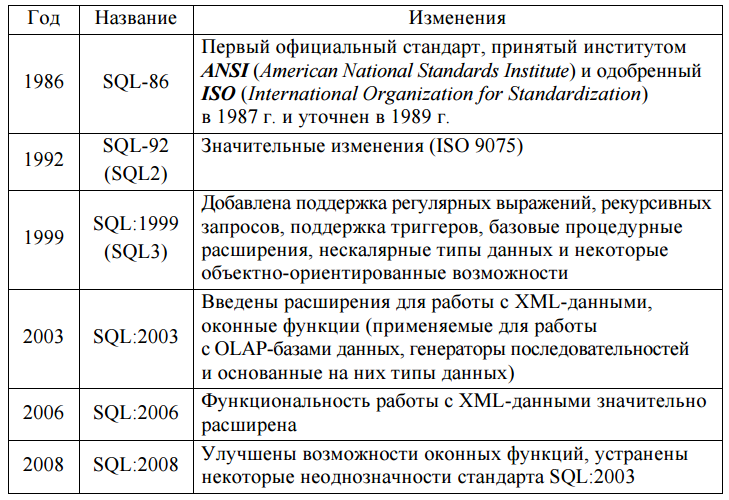 Год Название Изменения
1986 SQL-86 Первый официальный стандарт, принятый институтом
ANSI (American National Standards Institute) и одобренный
ISO (International Organization for Standardization)
в 1987 г. и уточнен в 1989 г.
1992 SQL-92
(SQL2)
Значительные изменения (ISO 9075)
1999 SQL:1999
(SQL3)
Добавлена поддержка регулярных выражений, рекурсивных
запросов, поддержка триггеров, базовые процедурные
расширения, нескалярные типы данных и некоторые
объектно-ориентированные возможности
2003 SQL:2003 Введены расширения для работы с XML-данными,
оконные функции (применяемые для работы
с OLAP-базами данных, генераторы последовательностей
и основанные на них типы данных)
2006 SQL:2006 Функциональность работы с XML-данными значительно
расширена
2008 SQL:2008 Улучшены возможности оконных функций, устранены
некоторые неоднозначности стандарта SQL:2003